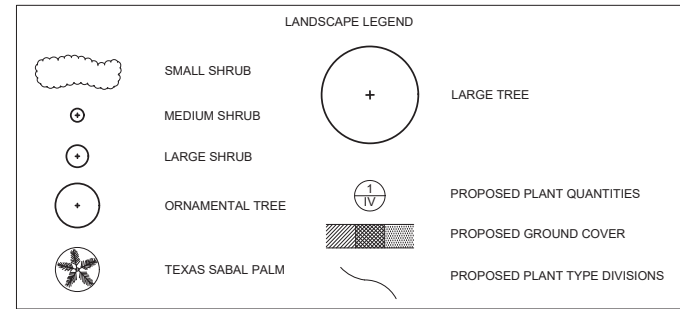 LANDSCAPE LEGEND
SMALL SHRUB
MEDIUM SHRUB
LARGE SHRUB
ORNAMENTAL TREE
TEXAS SABAL PALM
LARGE TREE
1
IV
PROPOSED PLANT QUANTITIES
PROPOSED GROUND COVER
PROPOSED PLANT TYPE DIVISIONS